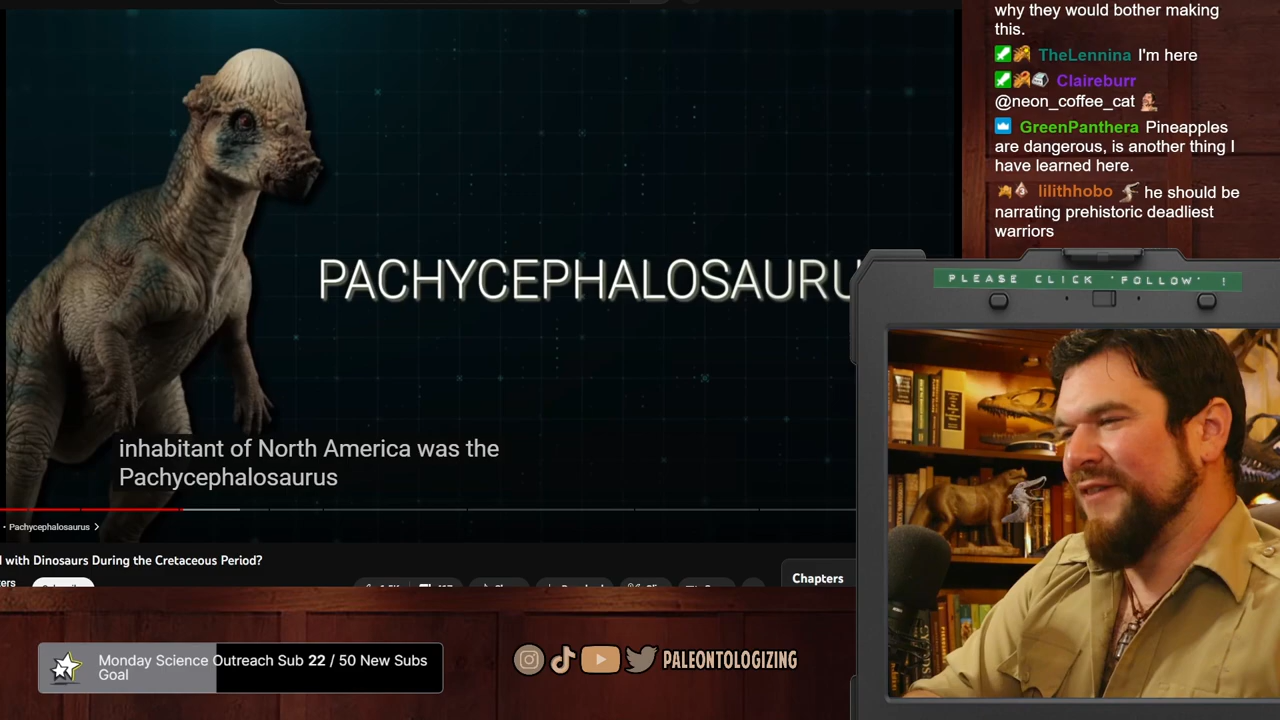 why they would bother making
this.
TheLennina I'm here
Claireburr
@neon_coffee_cat
GreenPanthera Pineapples
are dangerous, is another thing I
have learned here.
lilithhobo he should be
narrating prehistoric deadliest
warriors
PACHYCEPHALOSAURU
inhabitant of North America was the
Pachycephalosaurus
• Pachycephalosaurus >
with Dinosaurs During the Cretaceous Period?
Chapters
PLEASE CLICK "FOLLOW" !
Monday Science Outreach Sub 22 / 50 New Subs
Goal
PALEONTOLOGIZING